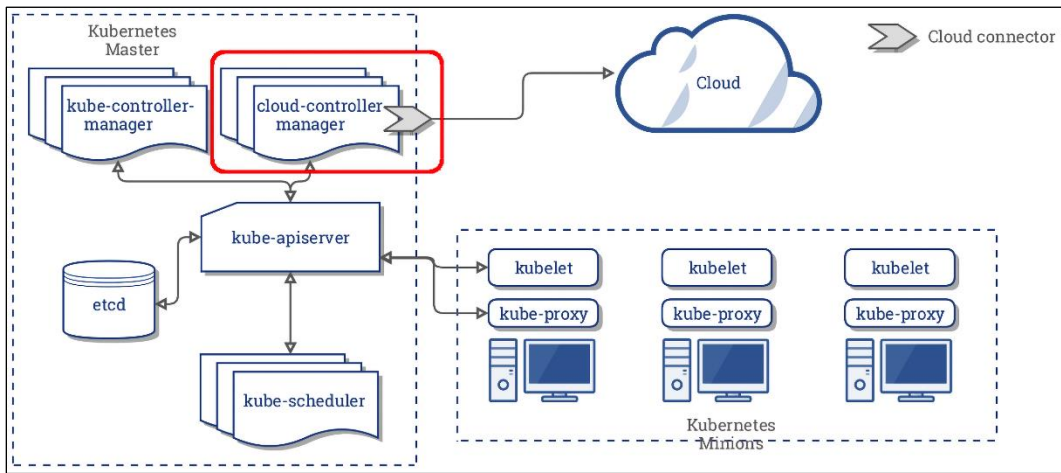 Kubernetes
Master
kube-controller-
manager
cloud-controller
manager
Cloud
Cloud connector
kube-apiserver
etcd
kube-scheduler
kubelet
kubelet
kubelet
kube-proxy
kube-proxy
kube-proxy
Kubernetes
Minions